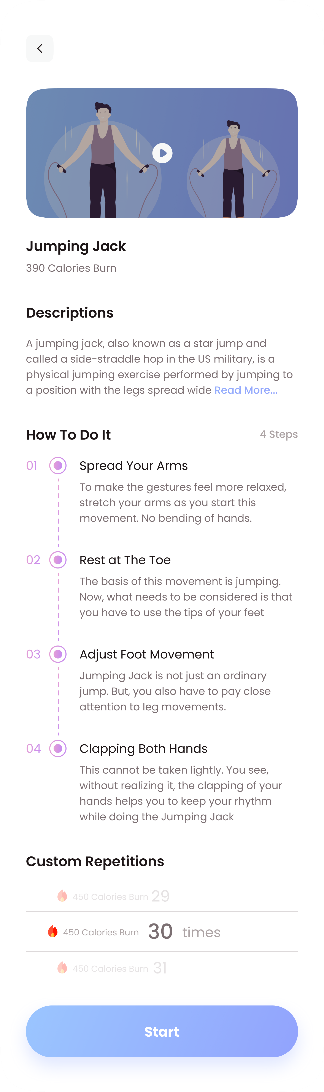 Jumping Jack
390 Calories Burn
Descriptions
A jumping jack, also known as a star jump and
called a side-straddle hop in the US military, is a
physical jumping exercise performed by jumping to
a position with the legs spread wide Read More...
How To Do It
4 Steps
01
Spread Your Arms
To make the gestures feel more relaxed,
stretch your arms as you start this
movement. No bending of hands.
02
Rest at The Toe
The basis of this movement is jumping.
Now, what needs to be considered is that
you have to use the tips of your feet
03
Adjust Foot Movement
Jumping Jack is not just an ordinary
jump. But, you also have to pay close
attention to leg movements.
04
Clapping Both Hands
This cannot be taken lightly. You see,
without realizing it, the clapping of your
hands helps you to keep your rhythm
while doing the Jumping Jack
Custom Repetitions
450 Calories Burn 29
450 Calories Burn 30 times
450 Calories Burn 31
Start